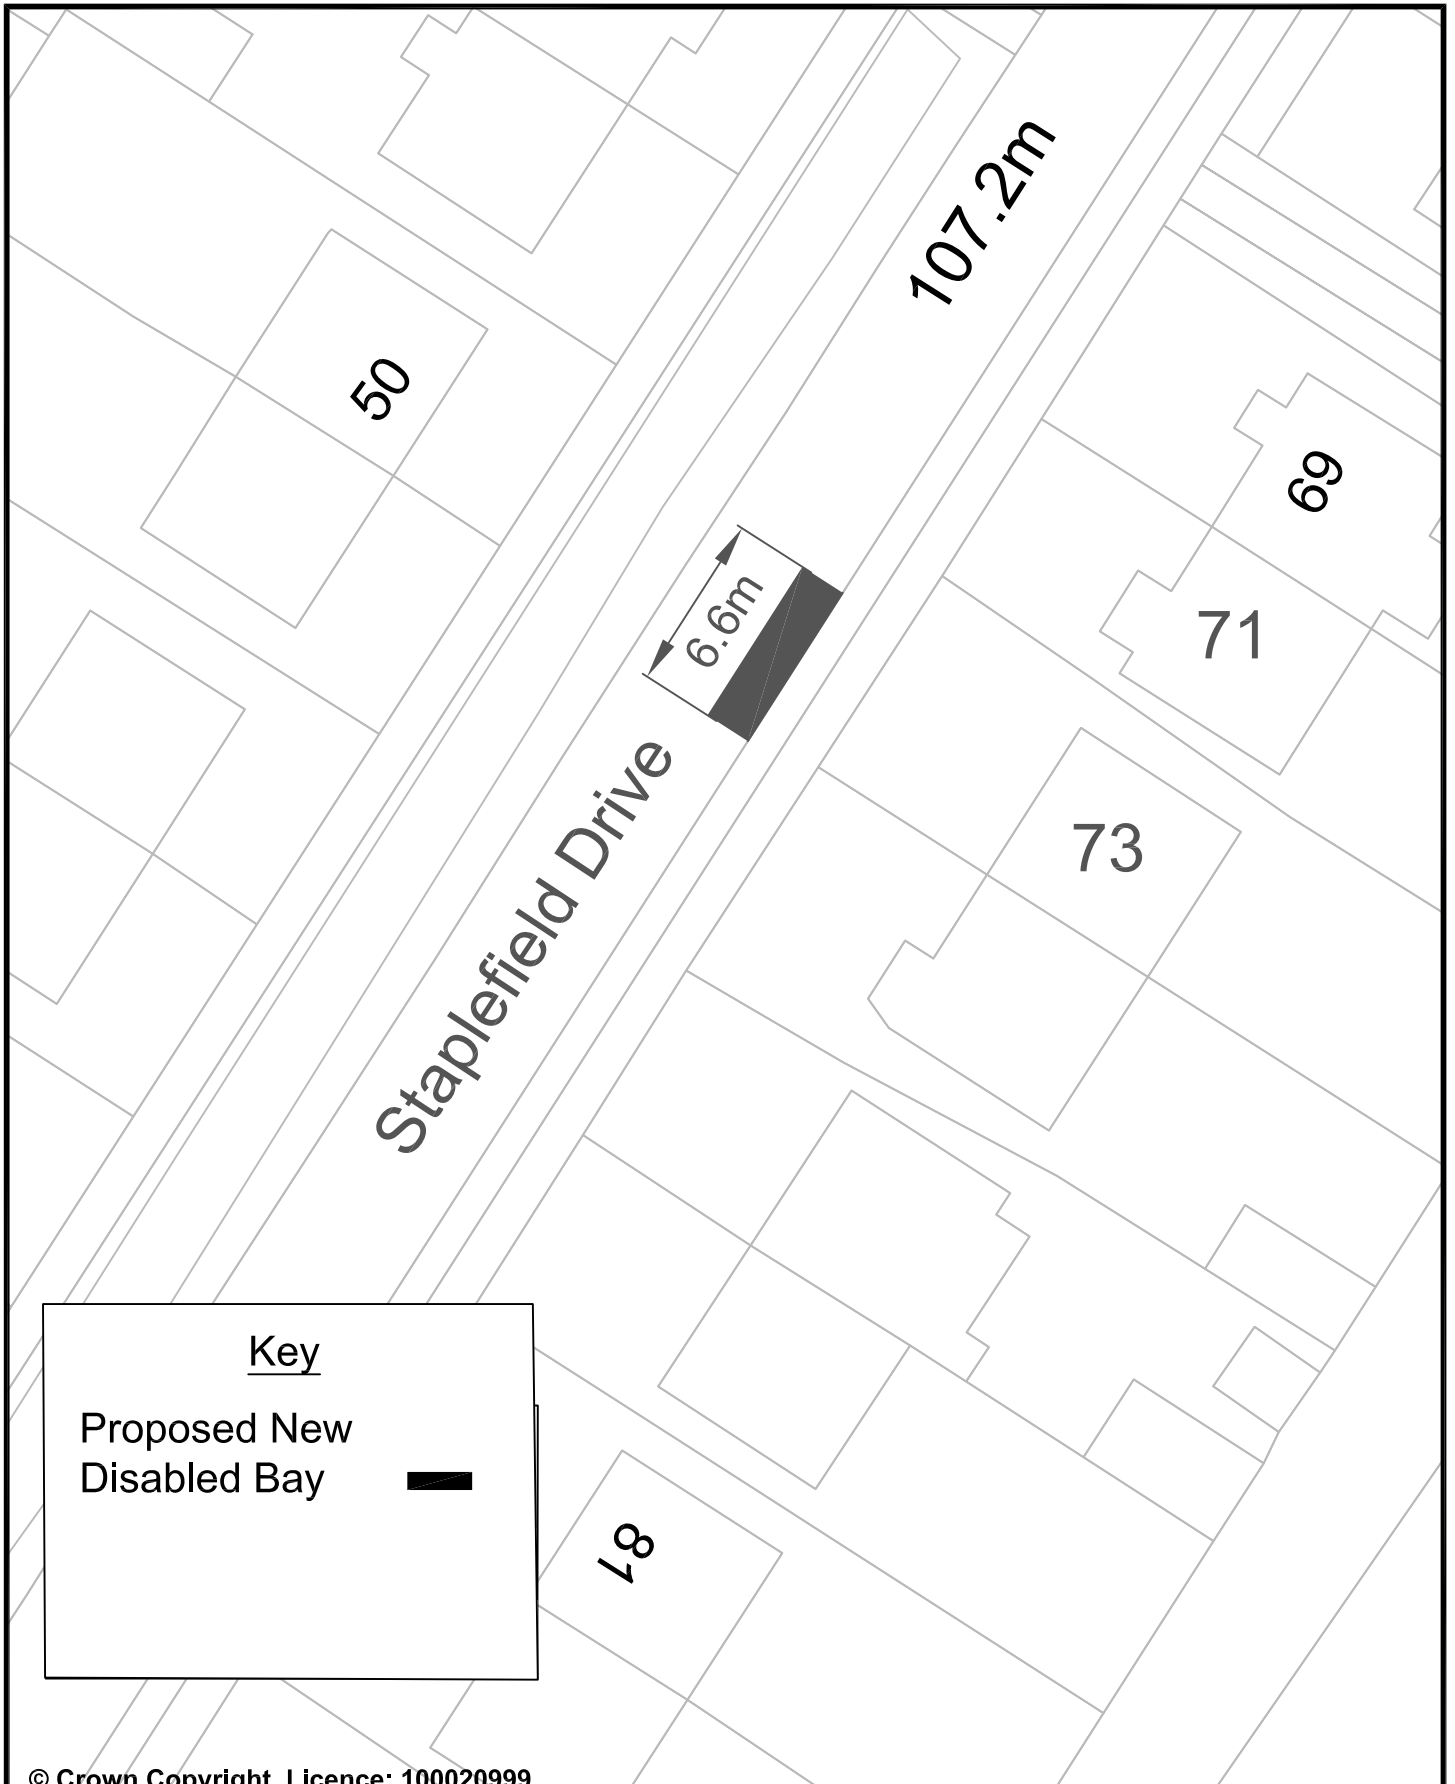 107.2m
50
69
6.6m
71
73
Staplefield Drive
Key
Proposed New
Disabled Bay
81
© Crown Copyright. Licence: 100020999